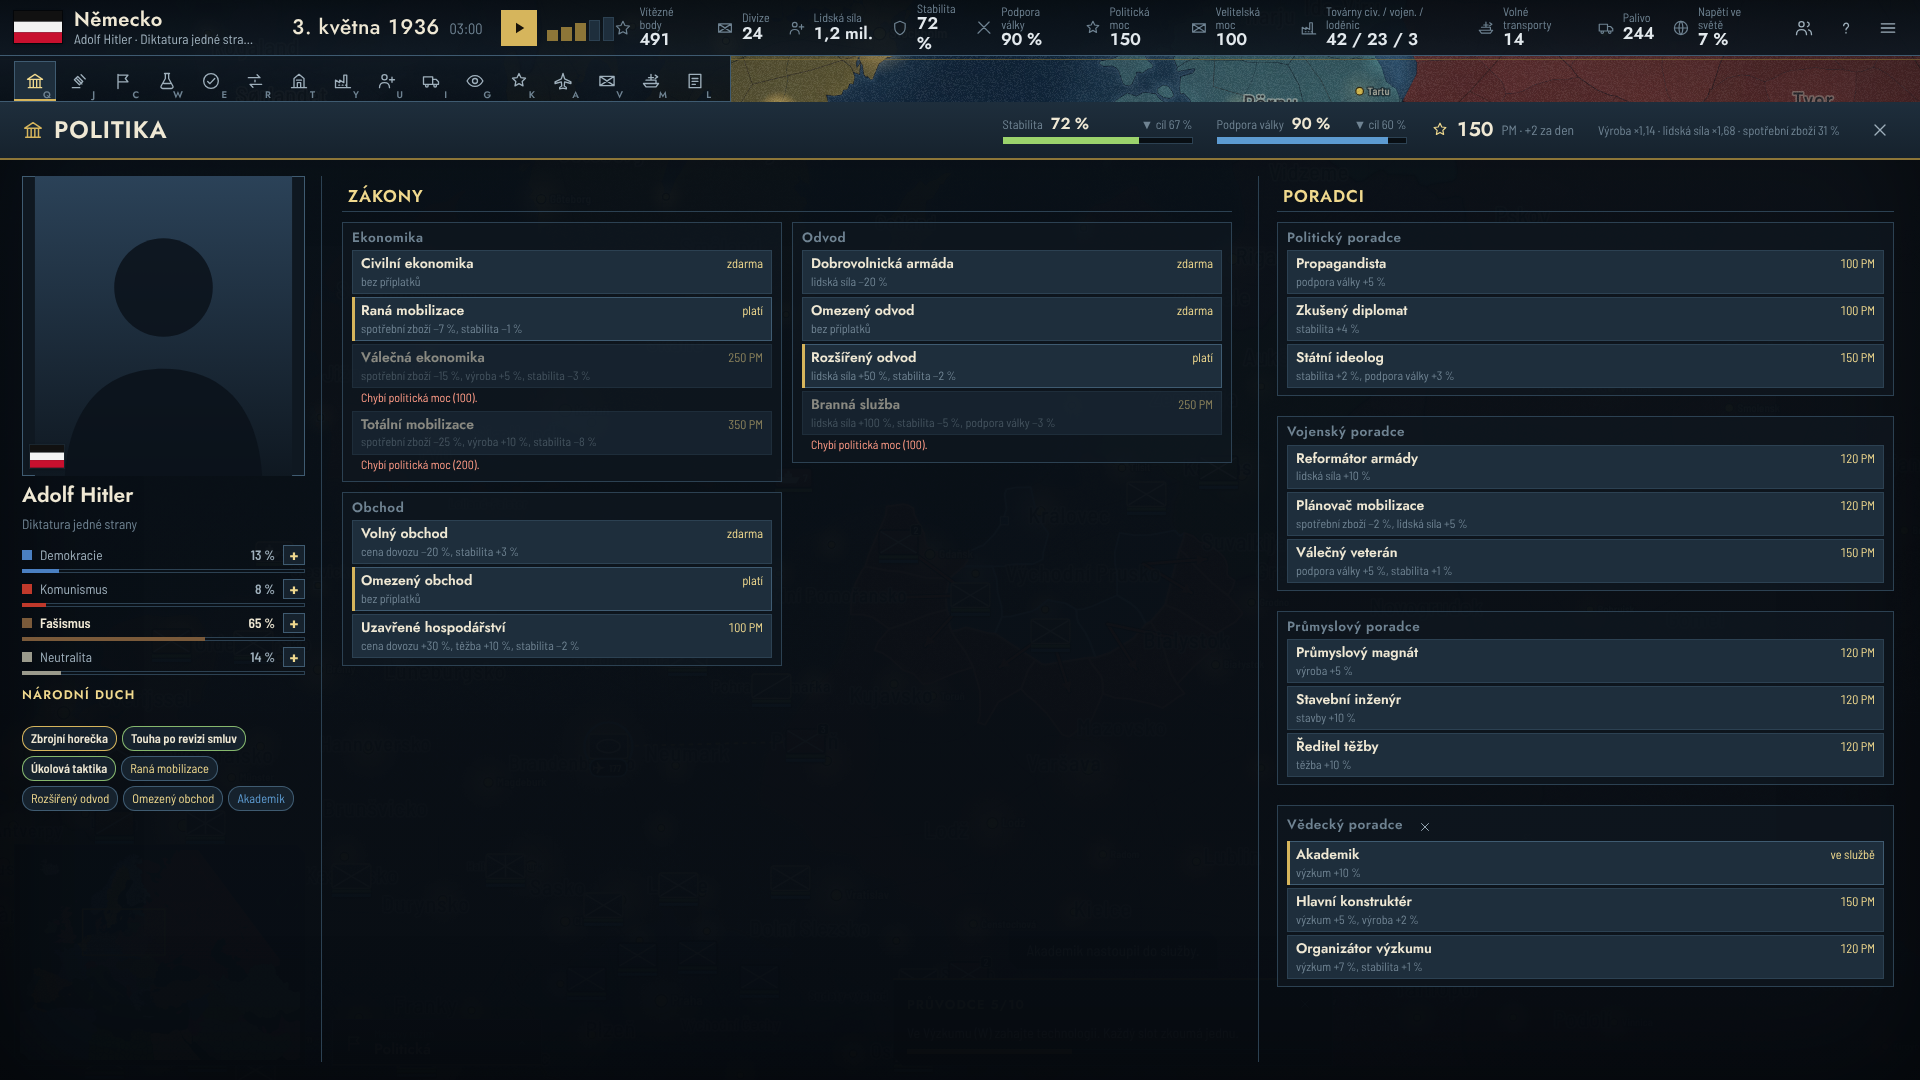 Německo
Adolf Hitler · Diktatura jedné stra...
3. května 1936 03:00
Vítězné body 491
Divize 24
Lidská síla 1,2 mil.
Stabilita 72 %
Podpora války 90 %
Politická moc 150
Velitelská moc 100
Továrny civ. / vojen. / loděnic 42 / 23 / 3
Volné transporty 14
Palivo 244
Napětí ve světě 7 %
?
Q J C W E R T Y U I G K A V M L
Tartu
POLITIKA
Stabilita 72 % ▼ cíl 67 %
Podpora války 90 % ▼ cíl 60 %
150 PM · +2 za den
Výroba ×1,14 · lidská síla ×1,68 · spotřební zboží 31 %
Adolf Hitler
Diktatura jedné strany
Demokracie 13 % +
Komunismus 8 % +
Fašismus 65 % +
Neutralita 14 % +
NÁRODNÍ DUCH
Zbrojní horečka
Touha po revizi smluv
Úkolová taktika
Raná mobilizace
Rozšířený odvod
Omezený obchod
Akademik
ZÁKONY
Ekonomika
Civilní ekonomika zdarma
bez příplatků
Raná mobilizace platí
spotřební zboží −7 %, stabilita −1 %
Válečná ekonomika 250 PM
spotřební zboží −15 %, výroba +5 %, stabilita −3 %
Chybí politická moc (100).
Totální mobilizace 350 PM
spotřební zboží −25 %, výroba +10 %, stabilita −8 %
Chybí politická moc (200).
Odvod
Dobrovolnická armáda zdarma
lidská síla −20 %
Omezený odvod zdarma
bez příplatků
Rozšířený odvod platí
lidská síla +50 %, stabilita −2 %
Branná služba 250 PM
lidská síla +100 %, stabilita −5 %, podpora války −3 %
Chybí politická moc (100).
Obchod
Volný obchod zdarma
cena dovozu −20 %, stabilita +3 %
Omezený obchod platí
bez příplatků
Uzavřené hospodářství 100 PM
cena dovozu +30 %, těžba +10 %, stabilita −2 %
PORADCI
Politický poradce
Propagandista 100 PM
podpora války +5 %
Zkušený diplomat 100 PM
stabilita +4 %
Státní ideolog 150 PM
stabilita +2 %, podpora války +3 %
Vojenský poradce
Reformátor armády 120 PM
lidská síla +10 %
Plánovač mobilizace 120 PM
spotřební zboží −2 %, lidská síla +5 %
Válečný veterán 150 PM
podpora války +5 %, stabilita +1 %
Průmyslový poradce
Průmyslový magnát 120 PM
výroba +5 %
Stavební inženýr 120 PM
stavby +10 %
Ředitel těžby 120 PM
těžba +10 %
Vědecký poradce
Akademik ve službě
výzkum +10 %
Hlavní konstruktér 150 PM
výzkum +5 %, výroba +2 %
Organizátor výzkumu 120 PM
výzkum +7 %, stabilita +1 %